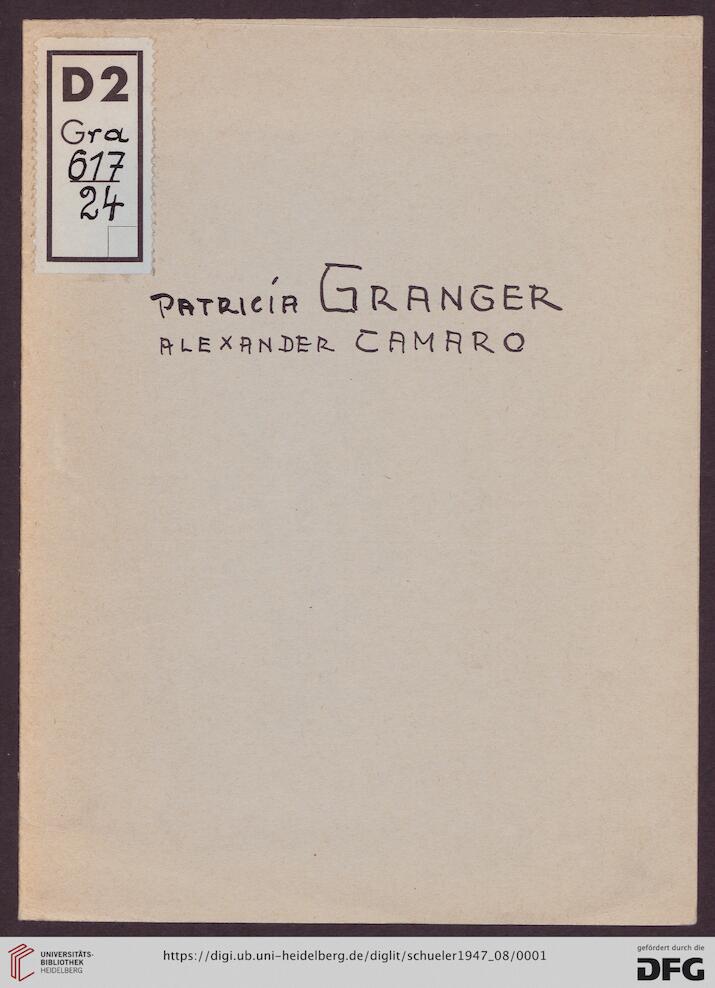 D2
Gra
617
24
PATRICIA GRANGER
ALEXANDER CAMARO
UNIVERSITÄTS-
BIBLIOTHEK
HEIDELBERG
https://digi.ub.uni-heidelberg.de/diglit/schueler1947_08/0001
gefördert durch die
DFG